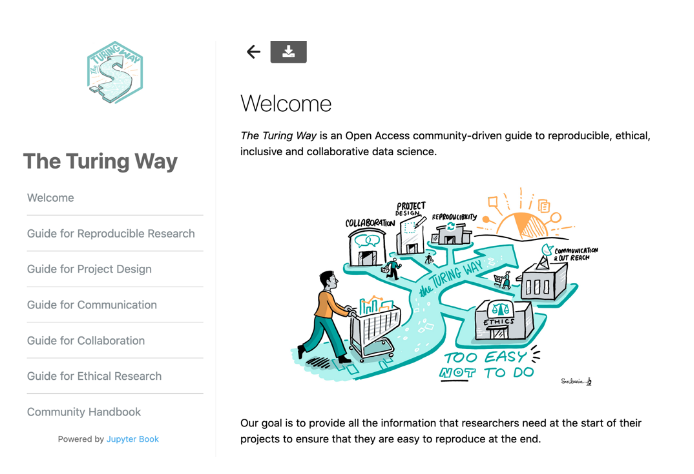 The TURING WAY
The Turing Way
Welcome
Guide for Reproducible Research
Guide for Project Design
Guide for Communication
Guide for Collaboration
Guide for Ethical Research
Community Handbook
Powered by Jupyter Book
Welcome
The Turing Way is an Open Access community-driven guide to reproducible, ethical,
inclusive and collaborative data science.
COLLABORATION
PROJECT
DESIGN
REPRODUCIBILITY
COMMUNICATION
& OUT REACH
the TURING WAY
ETHICS
TOO EASY
NOT TO DO
Our goal is to provide all the information that researchers need at the start of their
projects to ensure that they are easy to reproduce at the end.